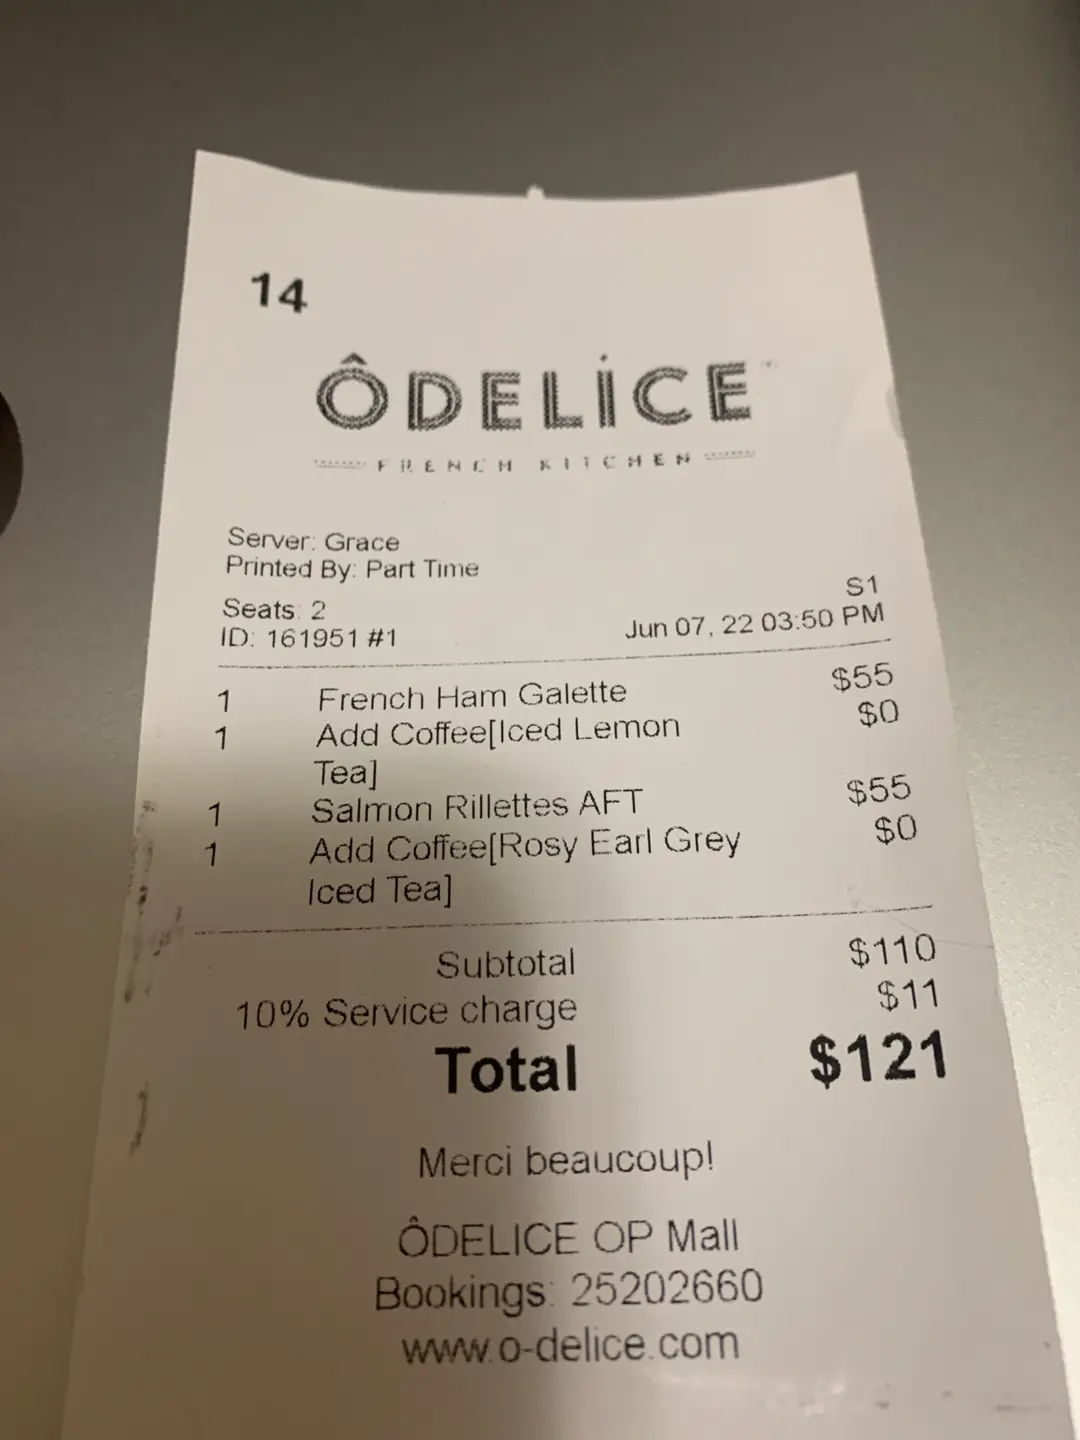 14
ÔDELİCE
FRENCH KITCHEN
Server: Grace
Printed By: Part Time
S1
Seats: 2
ID: 161951 #1 Jun 07, 22 03:50 PM
1 French Ham Galette $55
1 Add Coffee[Iced Lemon $0
Tea]
1 Salmon Rillettes AFT $55
1 Add Coffee[Rosy Earl Grey $0
Iced Tea]
Subtotal $110
10% Service charge $11
Total $121
Merci beaucoup!
ÔDELICE OP Mall
Bookings: 25202660
www.o-delice.com